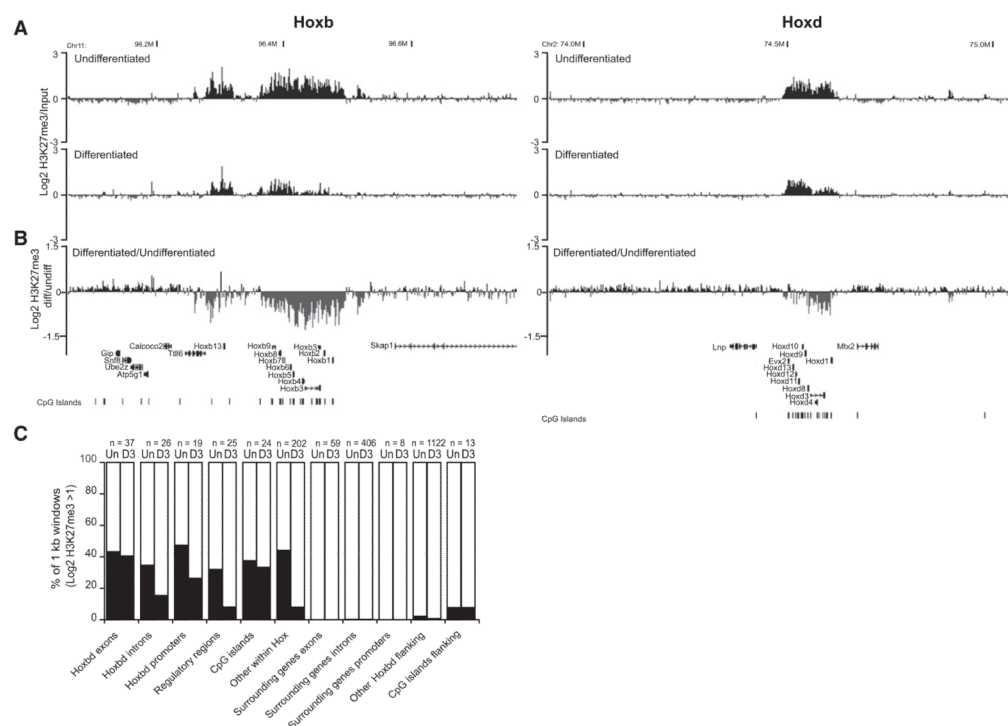 Hoxb
Hoxd
A
Chr11: 96.2M 96.4M 96.6M
Chr2: 74.0M 74.5M 75.0M
3
Undifferentiated
0
-3
3
Differentiated
0
-3
Log2 H3K27me3/Input
3
Undifferentiated
0
-3
3
Differentiated
0
-3
B
1.5
Differentiated/Undifferentiated
0
-1.5
Log2 H3K27me3
diff/undiff
1.5
Differentiated/Undifferentiated
0
-1.5
Calcoco2 Hoxb13 Hoxb9 Hoxb3 Skap1
Gip Ttll6 Hoxb8 Hoxb2
Snf8 Hoxb7 Hoxb1
Ube2z Hoxb6
Atp5g1 Hoxb5
Hoxb4
Hoxb3
CpG Islands
Lnp Hoxd10 Mtx2
Hoxd9
Evx2 Hoxd1
Hoxd13
Hoxd12
Hoxd11
Hoxd8
Hoxd3
Hoxd4
CpG Islands
C
n = 37 n = 26 n = 19 n = 25 n = 24 n = 202 n = 59 n = 406 n = 8 n = 1122 n = 13
Un D3 Un D3 Un D3 Un D3 Un D3 Un D3 Un D3 Un D3 Un D3 Un D3 Un D3
100
80
60
40
20
0
% of 1 kb windows
(Log2 H3K27me3 >1)
Hoxbd exons
Hoxbd introns
Hoxbd promoters
Regulatory regions
CpG islands
Other within Hox
Surrounding genes exons
Surrounding genes introns
Surrounding genes promoters
Other Hoxbd flanking
CpG Islands flanking